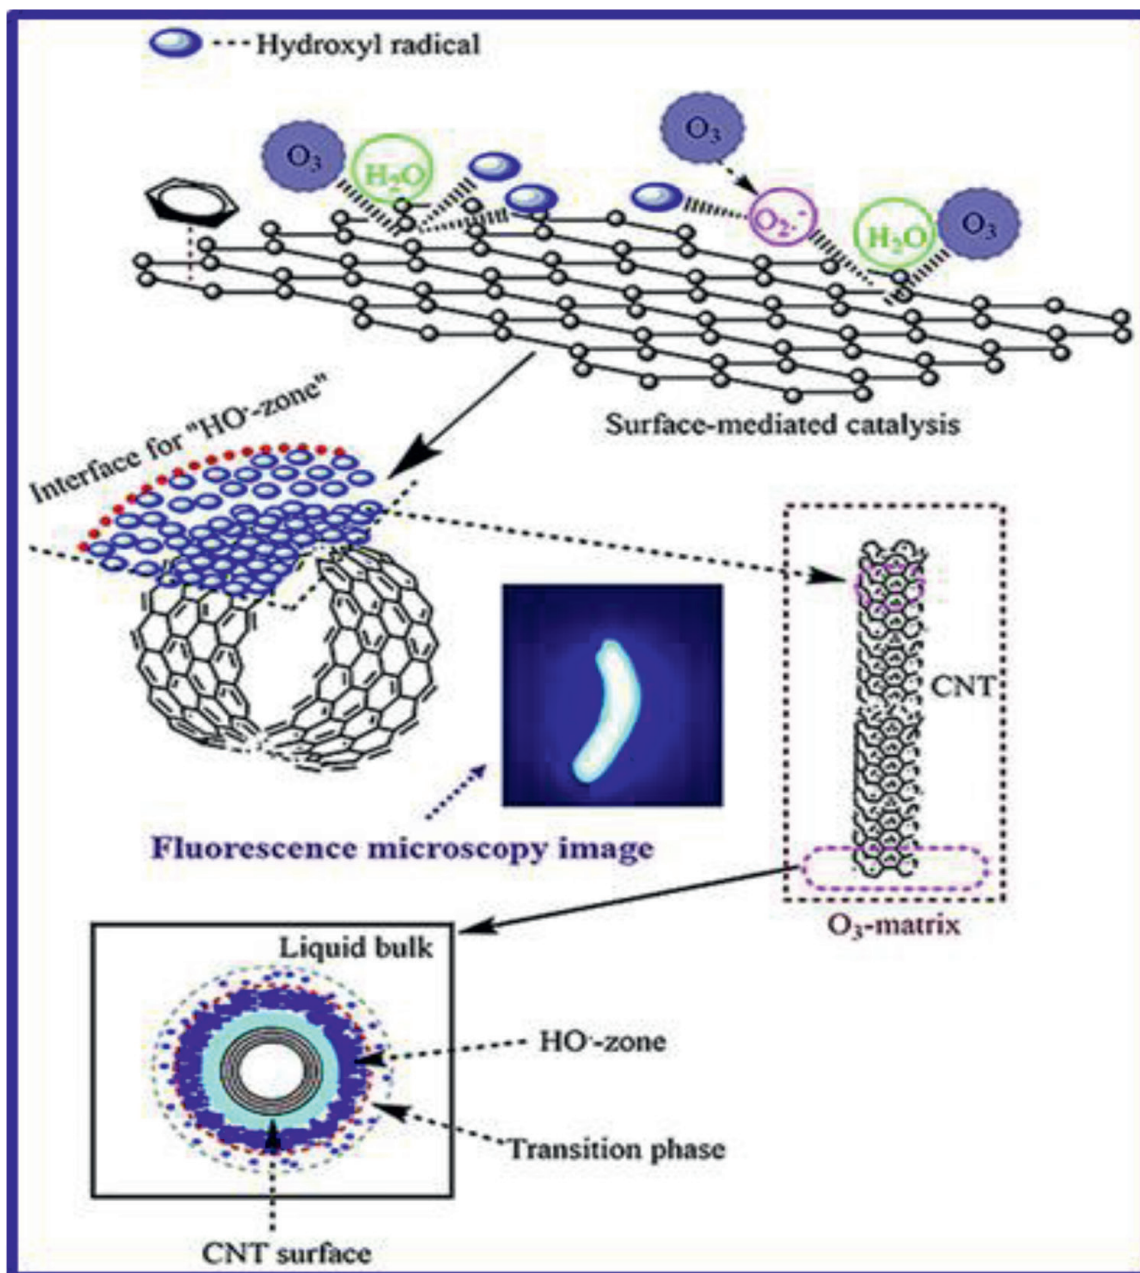 Hydroxyl radical
O₃
H₂O
O₃
O₂·⁻
H₂O
O₃
Surface-mediated catalysis
Interface for "HO·-zone"
CNT
Fluorescence microscopy image
O₃-matrix
Liquid bulk
HO·-zone
Transition phase
CNT surface